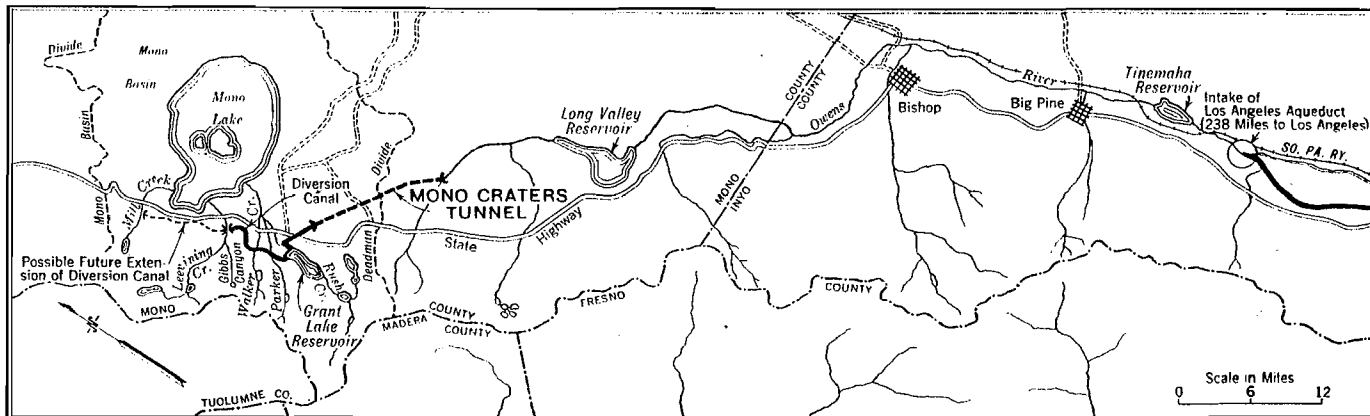 Divide
Mono
Basin
Mono
Lake
Mono
Basin
Mill Creek
Possible Future Exten-
sion of Diversion Canal
Leevining
Cr.
Gibbs
Canyon
Walker
Cr.
Parker
Diversion
Canal
Grant
Lake
Reservoir
Rush
Cr.
Deadman
Divide
MONO CRATERS
TUNNEL
State
Highway
Long Valley
Reservoir
COUNTY
COUNTY
MONO
INYO
Owens
River
Bishop
Big Pine
Tinemaha
Reservoir
Intake of
Los Angeles Aqueduct
(238 Miles to Los Angeles)
SO. PA. RY.
MONO
COUNTY
MADERA
COUNTY
FRESNO
COUNTY
TUOLUMNE CO.
N
Scale in Miles
0 6 12